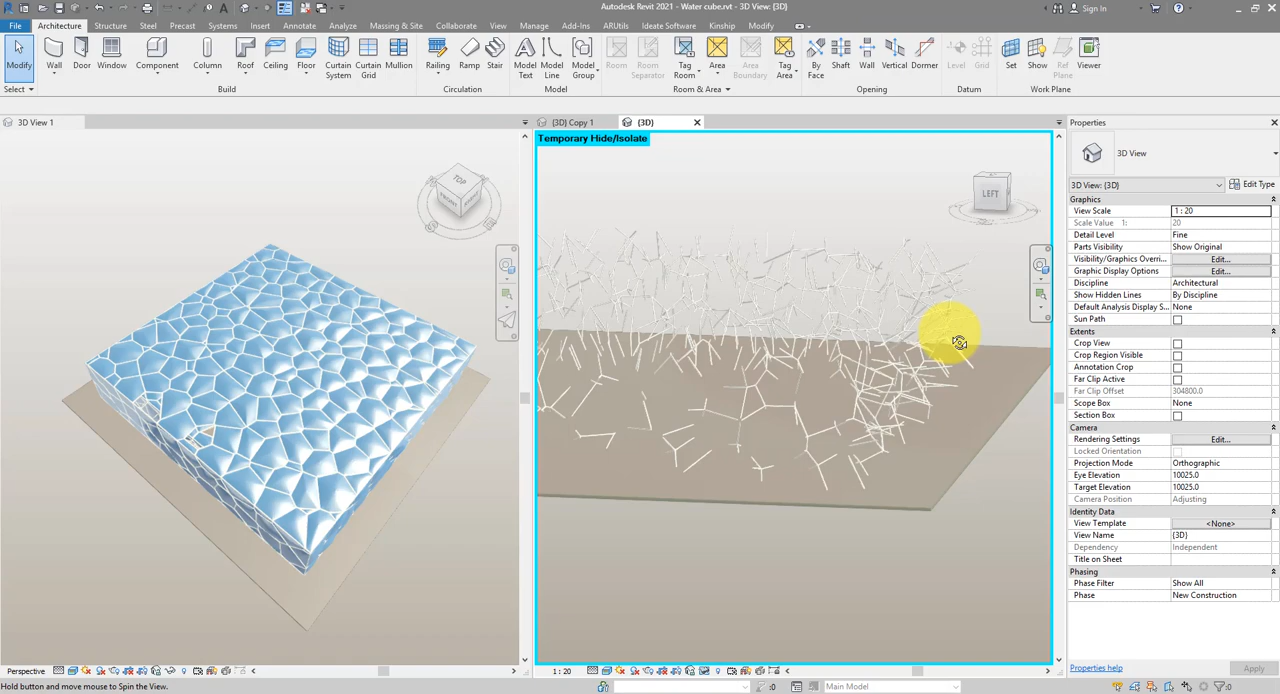 Autodesk Revit 2021 - Water cube.rvt - 3D View: {3D}
Sign In
File Architecture Structure Steel Precast Systems Insert Annotate Analyze Massing & Site Collaborate View Manage Add-Ins ARUtils Ideate Software Kinship Modify
Modify Wall Door Window Component Column Roof Ceiling Floor Curtain System Curtain Grid Mullion Railing Ramp Stair Model Text Model Line Model Group Room Room Separator Tag Room Area Area Boundary Tag Area By Face Shaft Wall Vertical Dormer Level Grid Set Show Ref Plane Viewer
Select Build Circulation Model Room & Area Opening Datum Work Plane
3D View 1
{3D} Copy 1
{3D}
Temporary Hide/Isolate
TOP
FRONT
LEFT
Properties
3D View
3D View: {3D}
Edit Type
Graphics
View Scale 1 : 20
Scale Value 1: 20
Detail Level Fine
Parts Visibility Show Original
Visibility/Graphics Overri... Edit...
Graphic Display Options Edit...
Discipline Architectural
Show Hidden Lines By Discipline
Default Analysis Display S... None
Sun Path
Extents
Crop View
Crop Region Visible
Annotation Crop
Far Clip Active
Far Clip Offset 304800.0
Scope Box None
Section Box
Camera
Rendering Settings Edit...
Locked Orientation
Projection Mode Orthographic
Eye Elevation 10025.0
Target Elevation 10025.0
Camera Position Adjusting
Identity Data
View Template <None>
View Name {3D}
Dependency Independent
Title on Sheet
Phasing
Phase Filter Show All
Phase New Construction
Properties help
Apply
Perspective
1 : 20
Hold button and move mouse to Spin the View.
:0
Main Model
:0